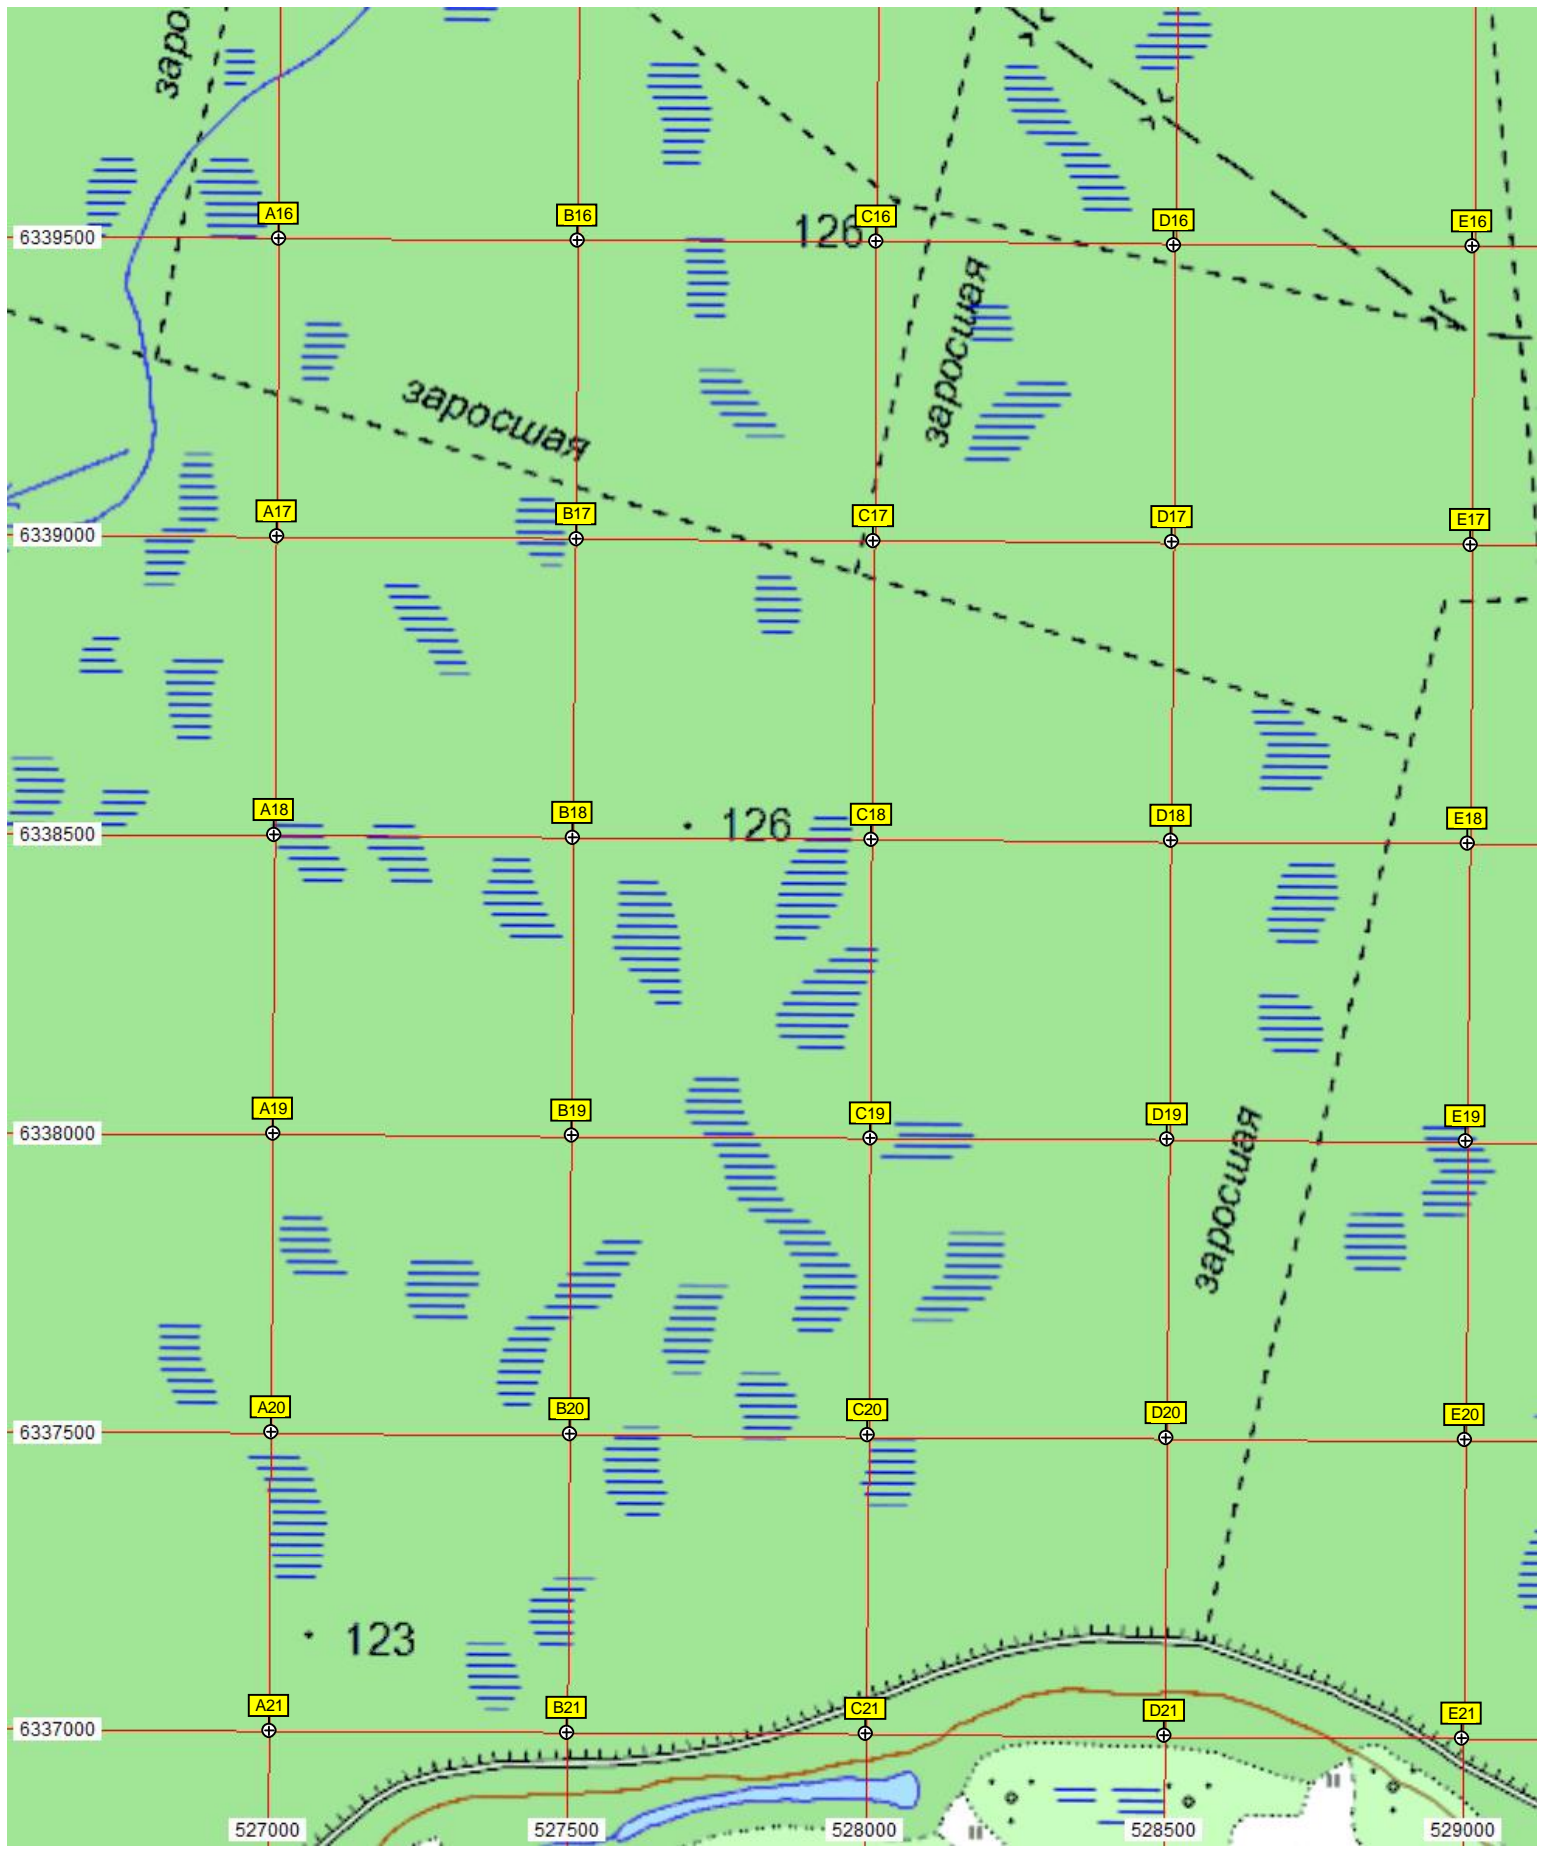 заро
A16 B16 C16 D16 E16
6339500
126
заросшая
заросшая
A17 B17 C17 D17 E17
6339000
A18 B18 C18 D18 E18
6338500
126
A19 B19 C19 D19 E19
6338000
заросшая
A20 B20 C20 D20 E20
6337500
123
A21 B21 C21 D21 E21
6337000
527000 527500 528000 528500 529000